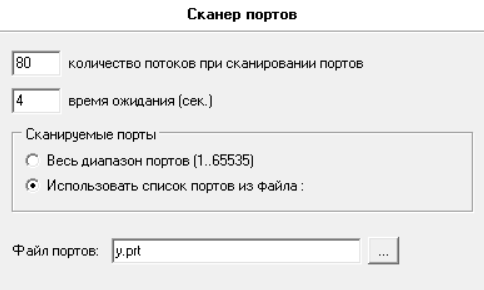 Сканер портов
80 количество потоков при сканировании портов
4 время ожидания (сек.)
Сканируемые порты
Весь диапазон портов (1..65535)
Использовать список портов из файла :
Файл портов: y.prt ...